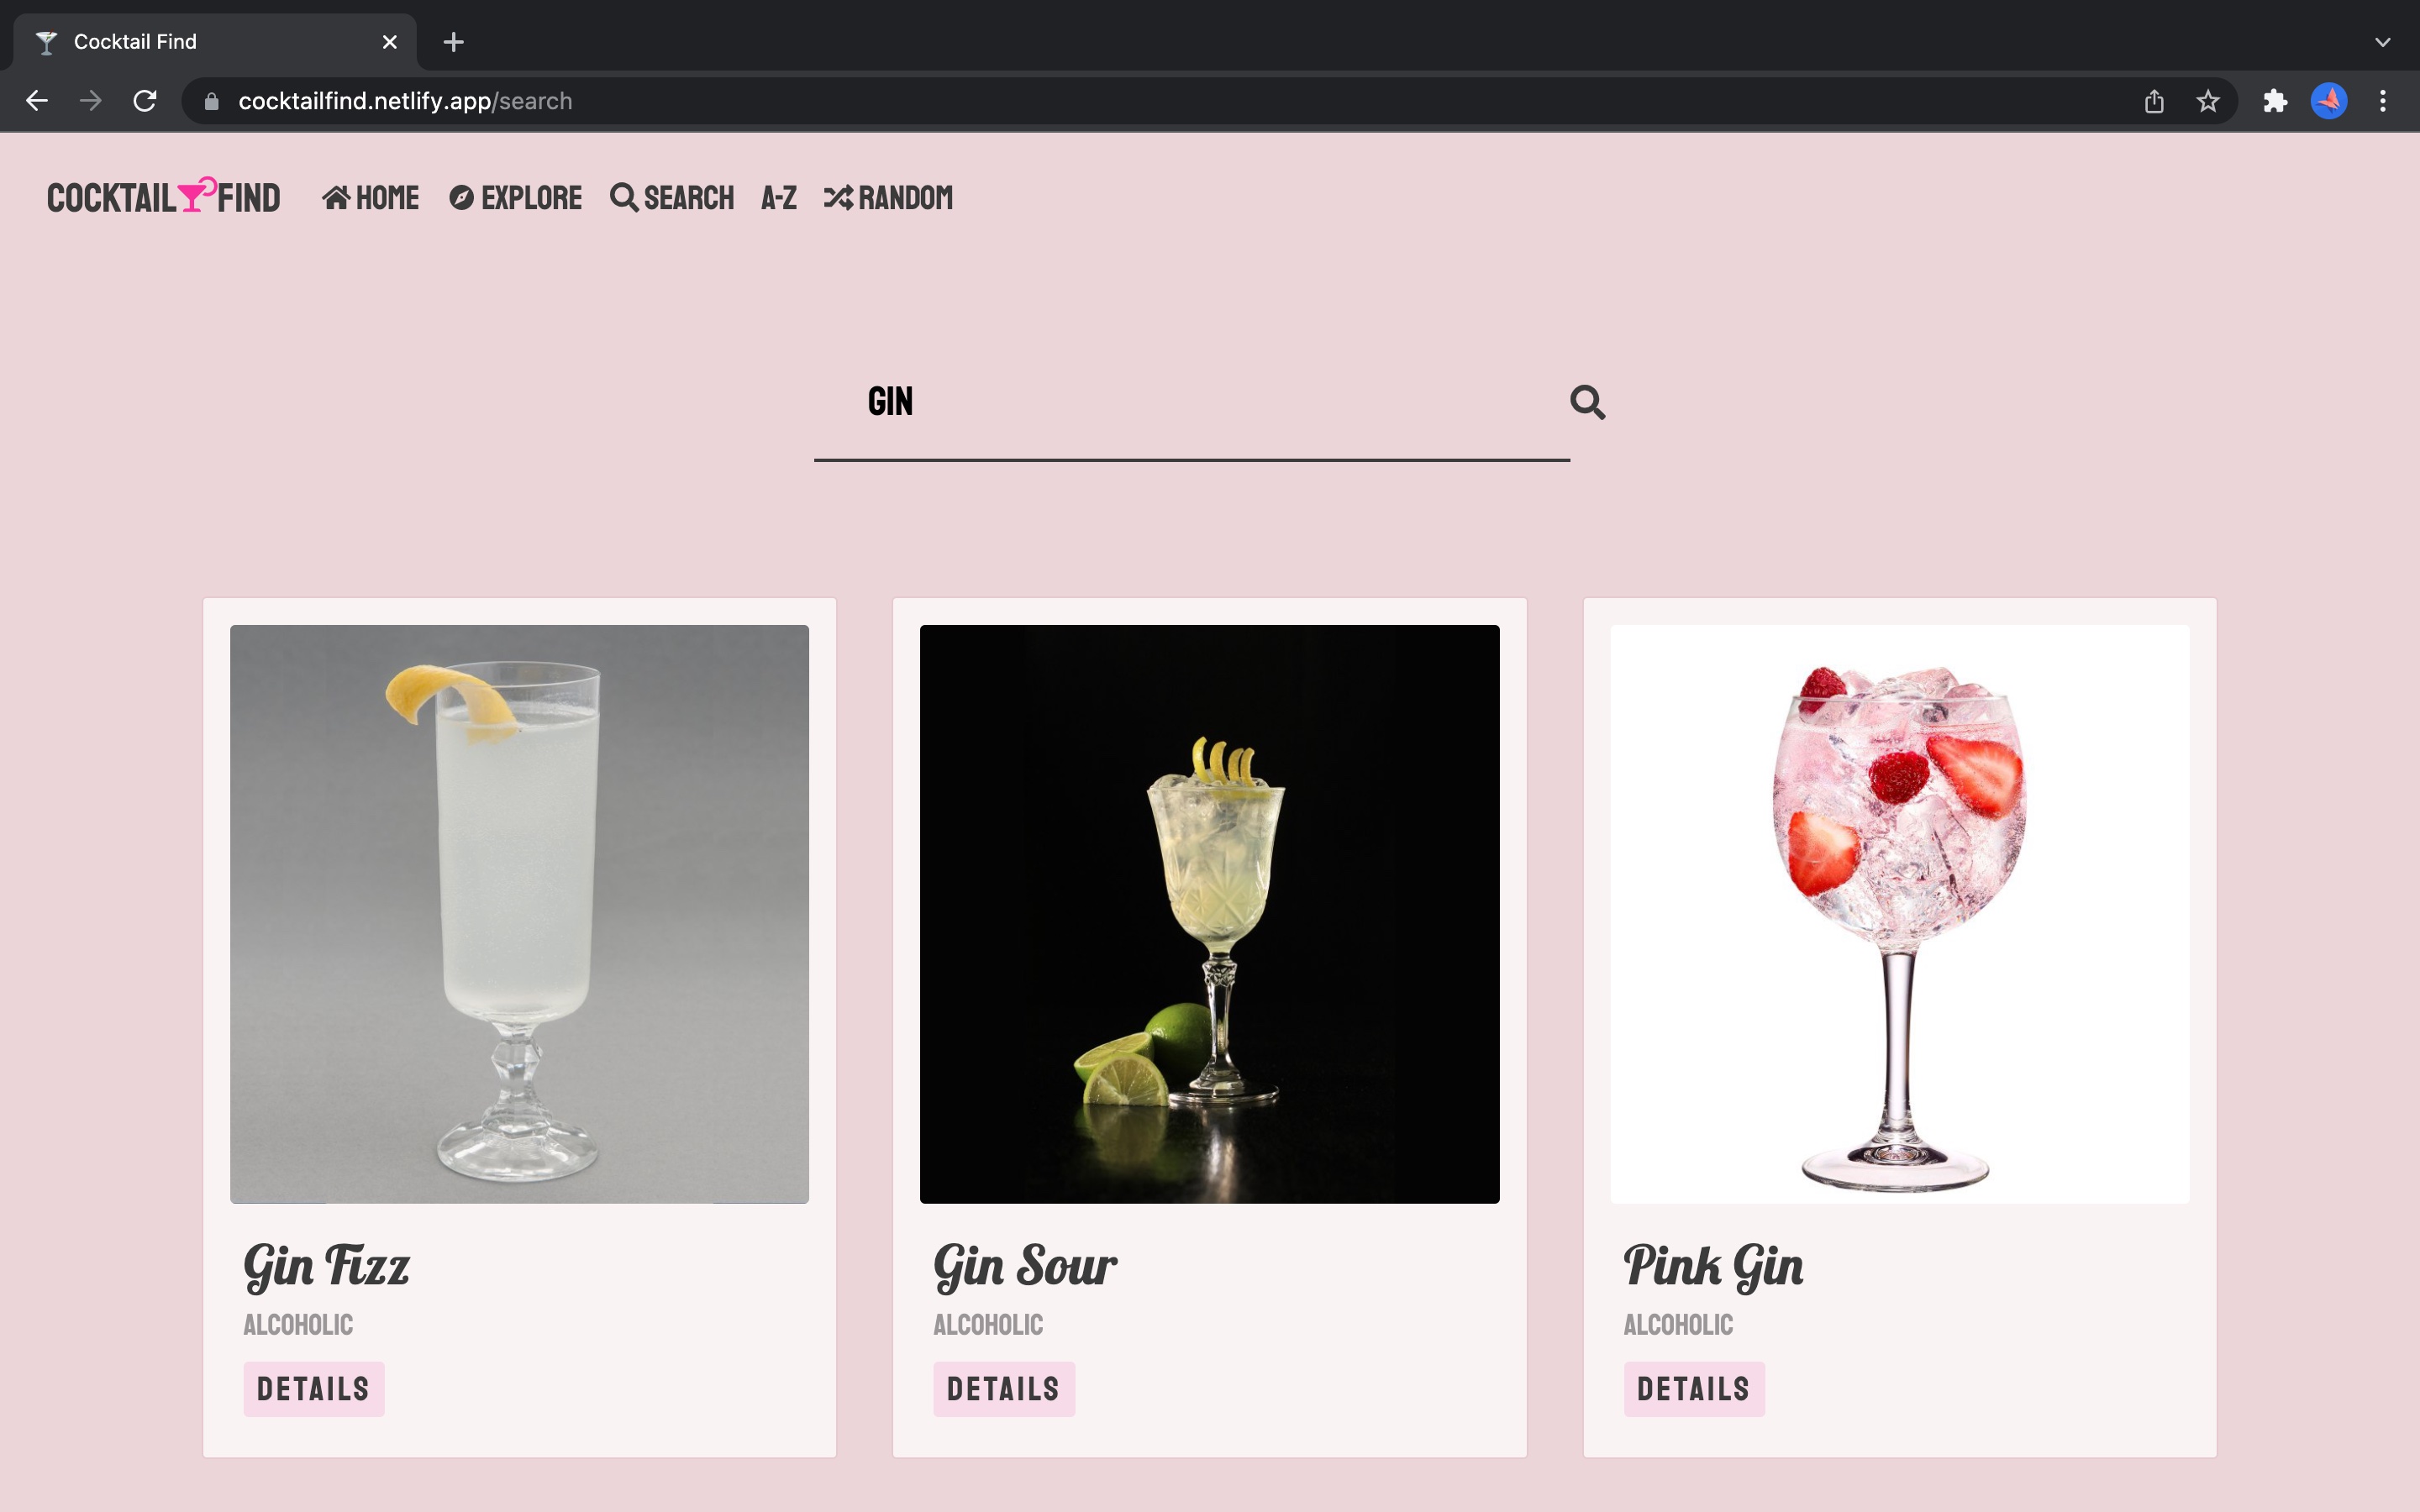 Cocktail Find
cocktailfind.netlify.app/search
COCKTAIL FIND HOME EXPLORE SEARCH A-Z RANDOM
GIN
Gin Fizz
ALCOHOLIC
DETAILS
Gin Sour
ALCOHOLIC
DETAILS
Pink Gin
ALCOHOLIC
DETAILS